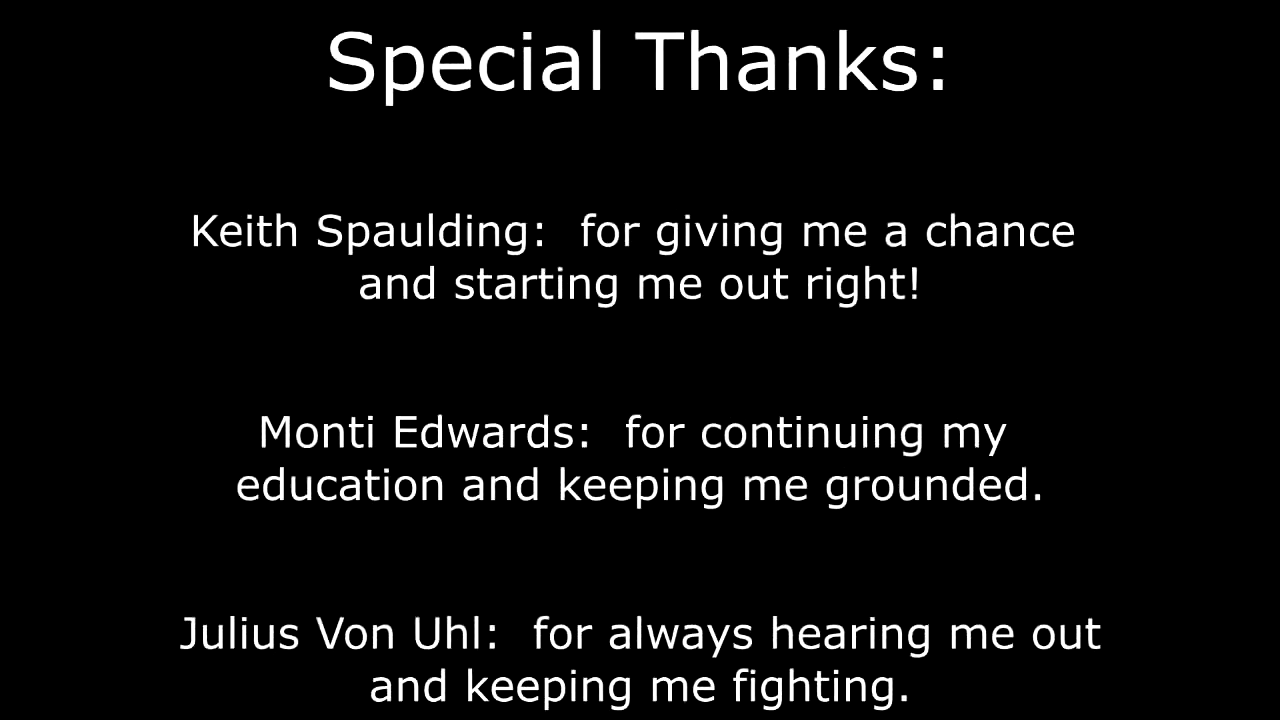 Special Thanks:
Keith Spaulding:  for giving me a chance
and starting me out right!
Monti Edwards:  for continuing my
education and keeping me grounded.
Julius Von Uhl:  for always hearing me out
and keeping me fighting.